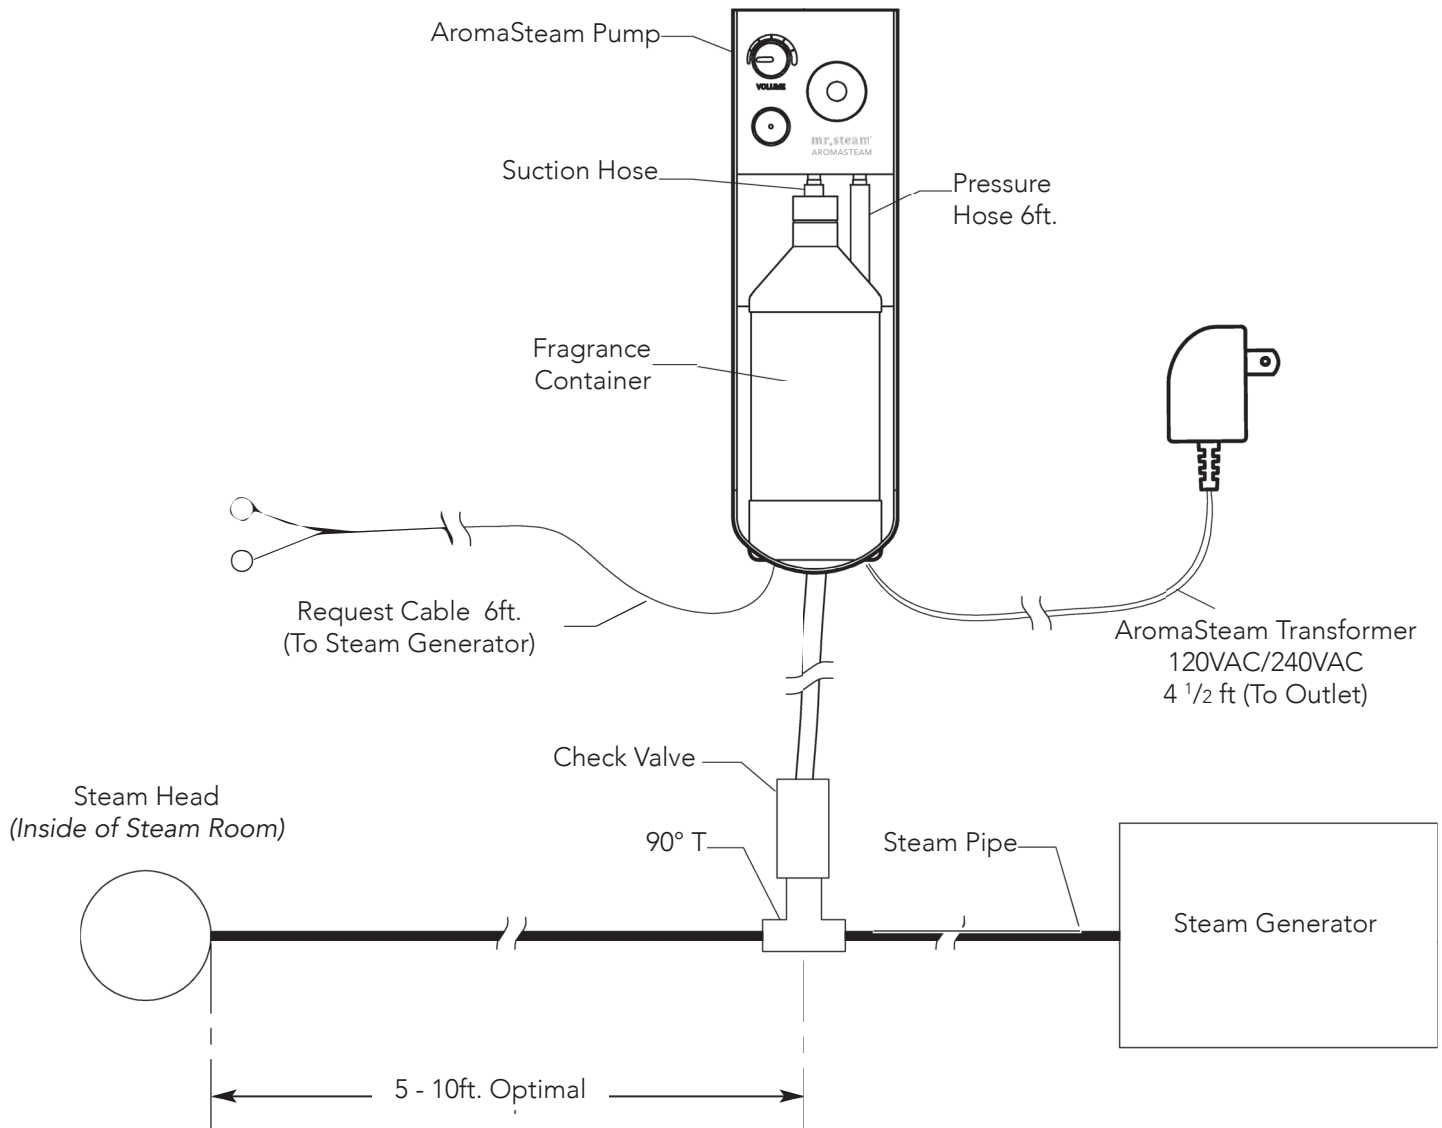 AromaSteam Pump
VOLUME
mr.steam
AROMASTEAM
Suction Hose
Pressure
Hose 6ft.
Fragrance
Container
Request Cable 6ft.
(To Steam Generator)
AromaSteam Transformer
120VAC/240VAC
4 1/2 ft (To Outlet)
Check Valve
Steam Head
(Inside of Steam Room)
90° T
Steam Pipe
Steam Generator
5 - 10ft. Optimal